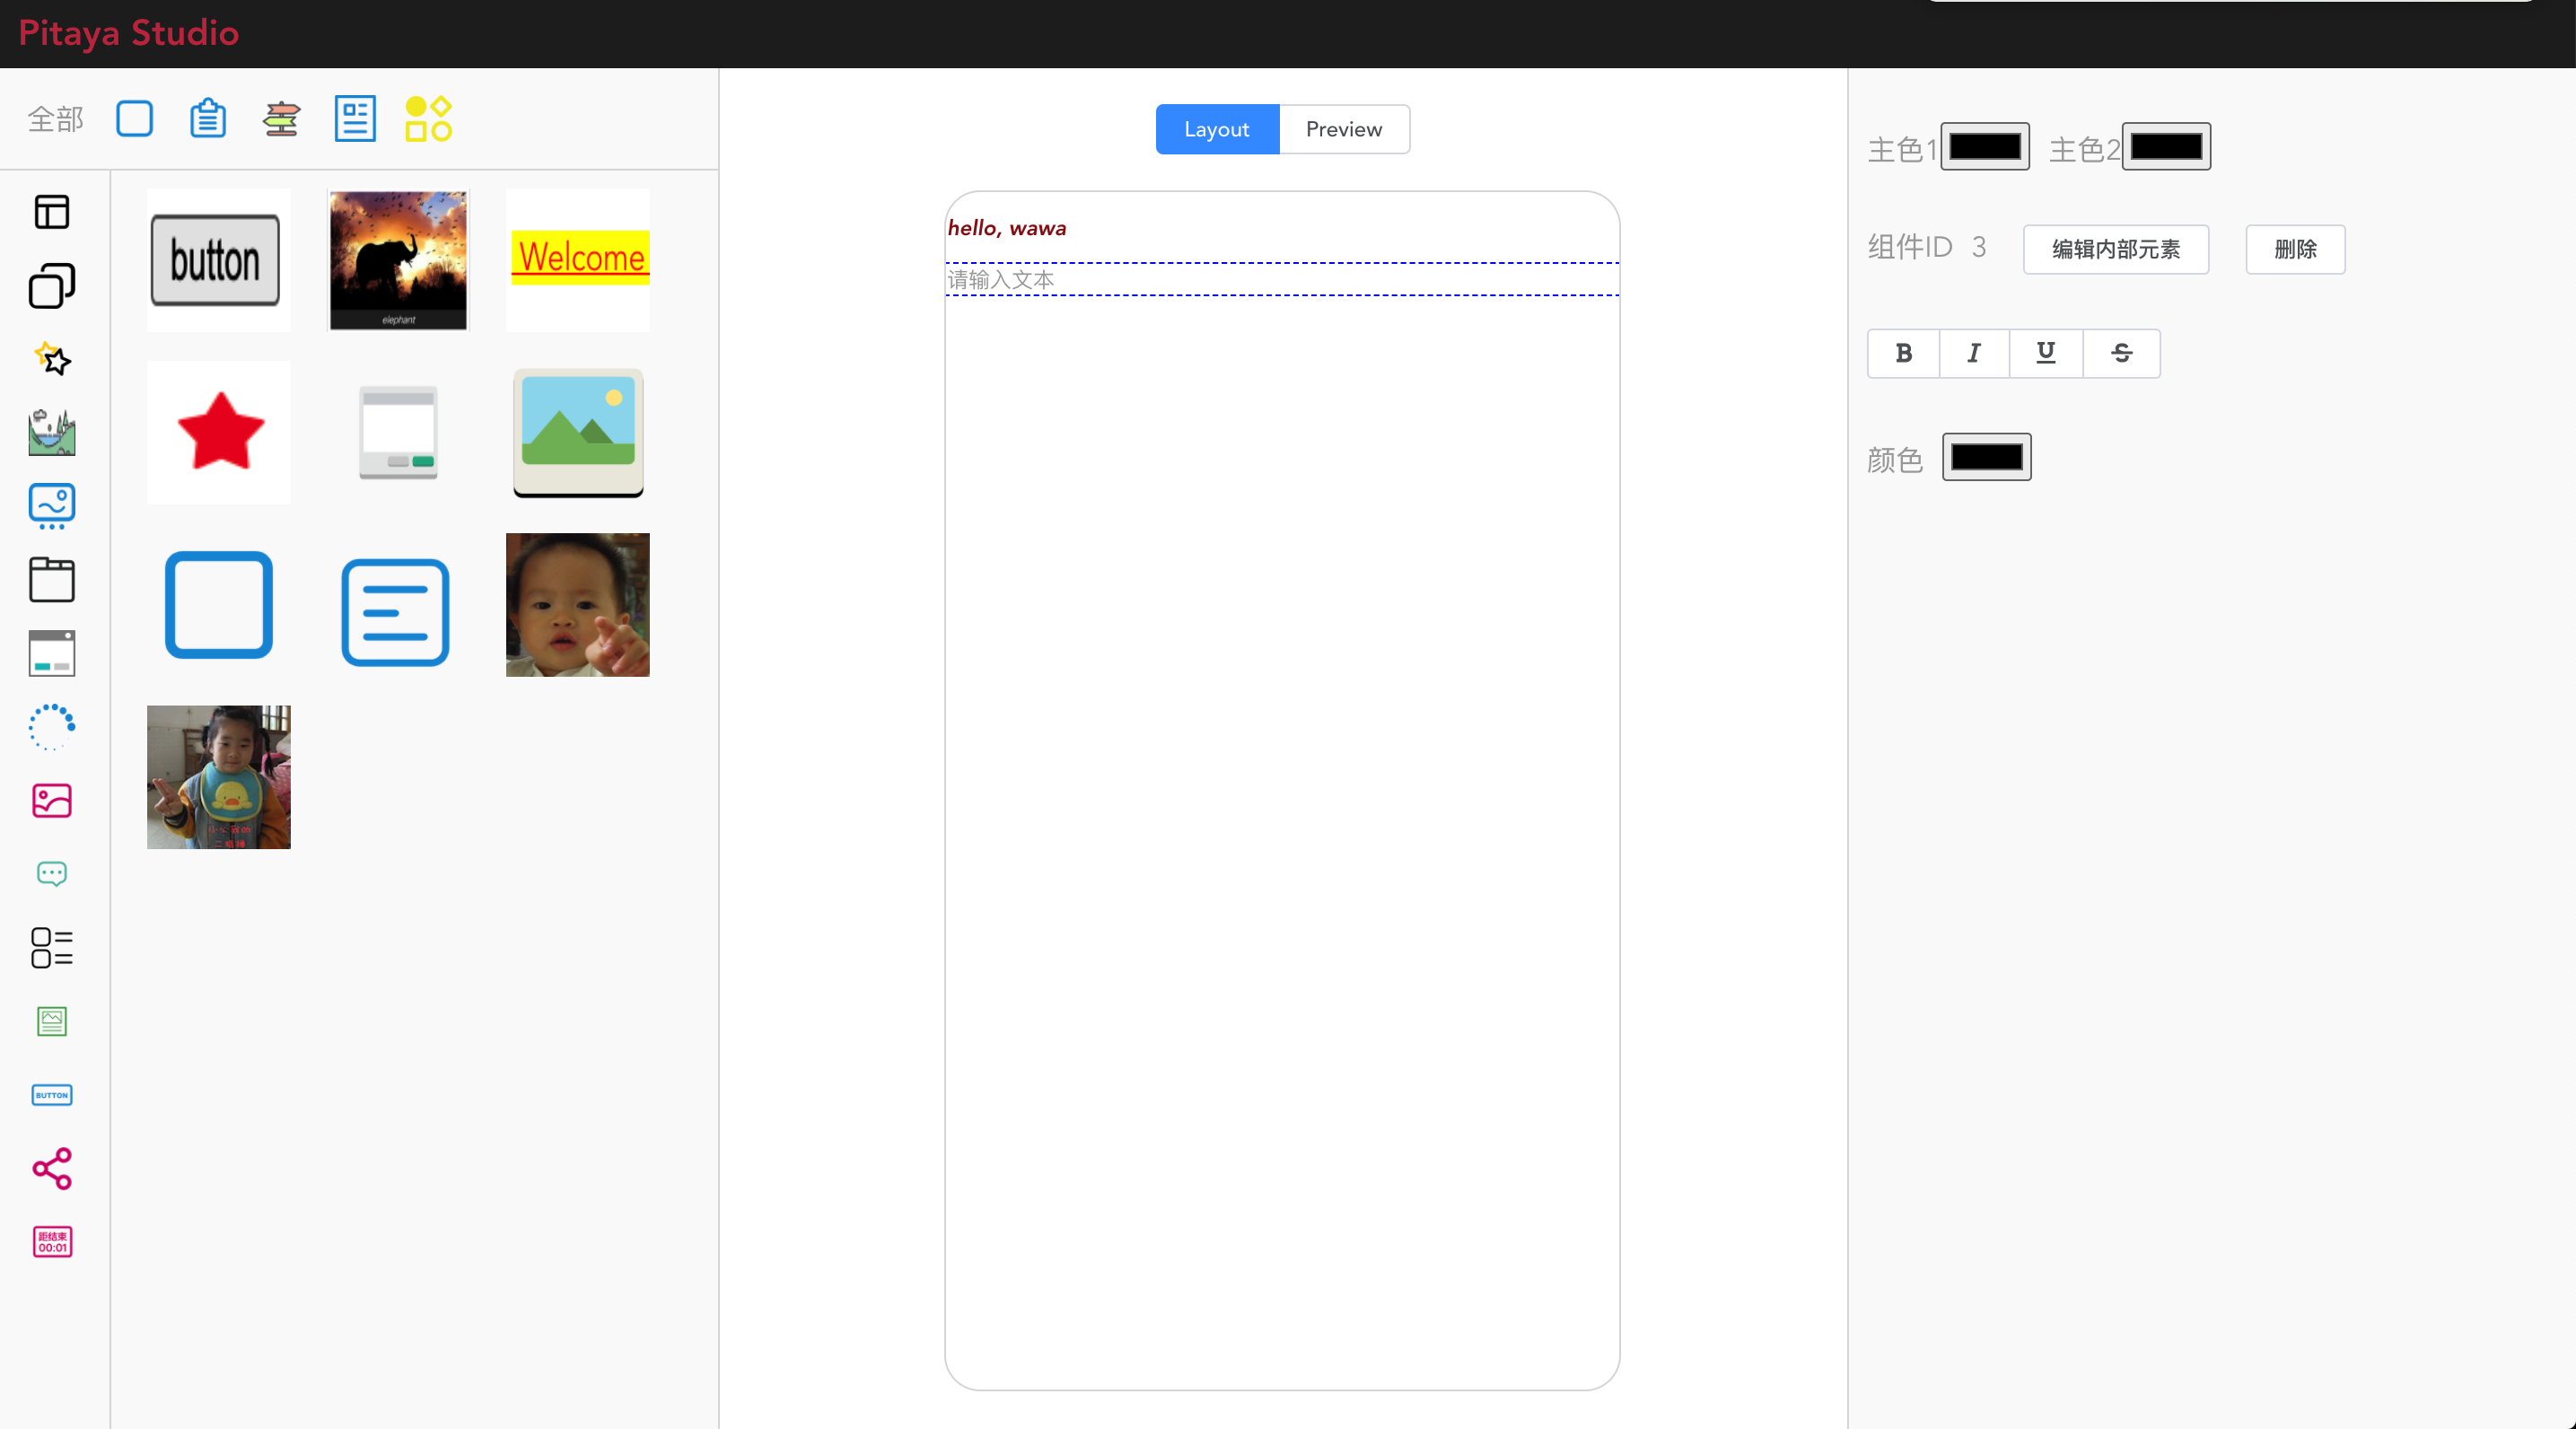 Pitaya Studio
全部
Layout
Preview
主色1
主色2
组件ID 3
编辑内部元素
删除
B I U S
颜色
button
elephant
Welcome
hello, wawa
请输入文本
BUTTON
距结束
00:01